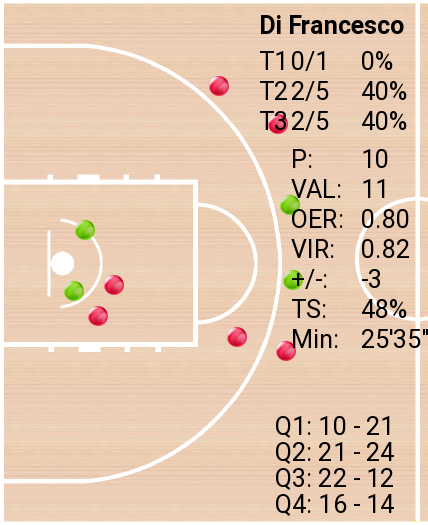 Di Francesco
T1 0/1 0%
T2 2/5 40%
T3 2/5 40%
P: 10
VAL: 11
OER: 0.80
VIR: 0.82
+/-: -3
TS: 48%
Min: 25'35"
Q1: 10 - 21
Q2: 21 - 24
Q3: 22 - 12
Q4: 16 - 14